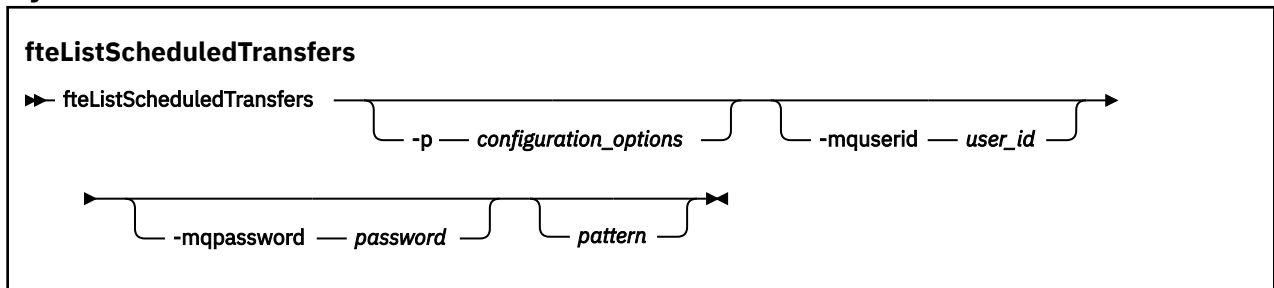 fteListScheduledTransfers
fteListScheduledTransfers
-p configuration_options -mquserid user_id
-mqpassword password pattern